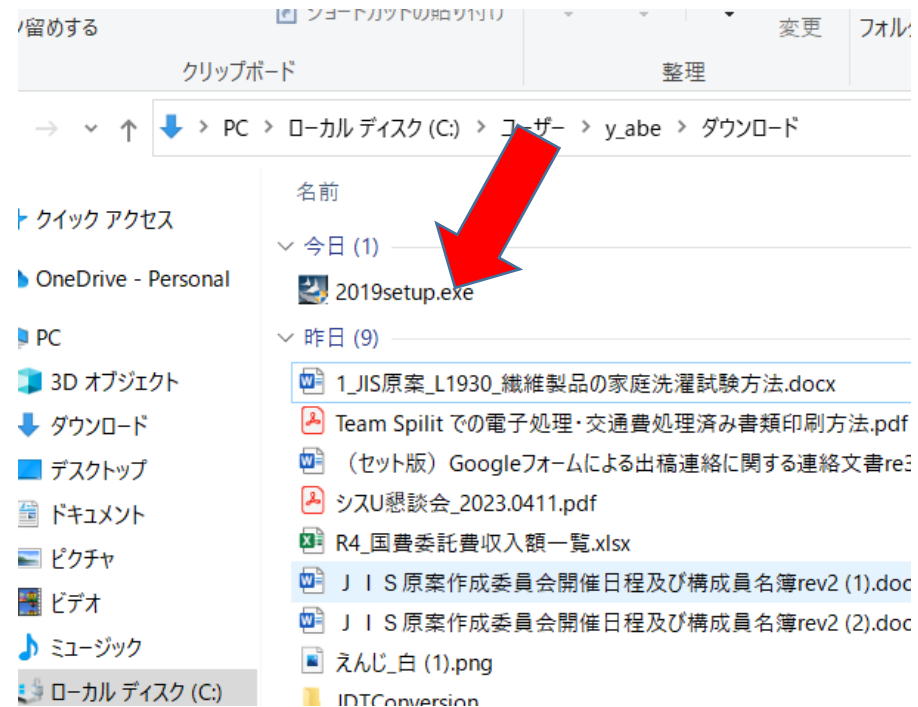 ン留めする
ショートカットの貼り付け
変更
フォルダ
クリップボード
整理
PC > ローカル ディスク (C:) > ユーザー > y_abe > ダウンロード
名前
クイック アクセス
今日 (1)
OneDrive - Personal
2019setup.exe
PC
昨日 (9)
3D オブジェクト
1_JIS原案_L1930_繊維製品の家庭洗濯試験方法.docx
ダウンロード
Team Spilit での電子処理・交通費処理済み書類印刷方法.pdf
デスクトップ
(セット版) Googleフォームによる出稿連絡に関する連絡文書re3
ドキュメント
シスU懇談会_2023.0411.pdf
ピクチャ
R4_国費委託費収入額一覧.xlsx
ビデオ
JIS原案作成委員会開催日程及び構成員名簿rev2 (1).doc
ミュージック
JIS原案作成委員会開催日程及び構成員名簿rev2 (2).doc
えんじ_白 (1).png
ローカル ディスク (C:)
JDTConversion